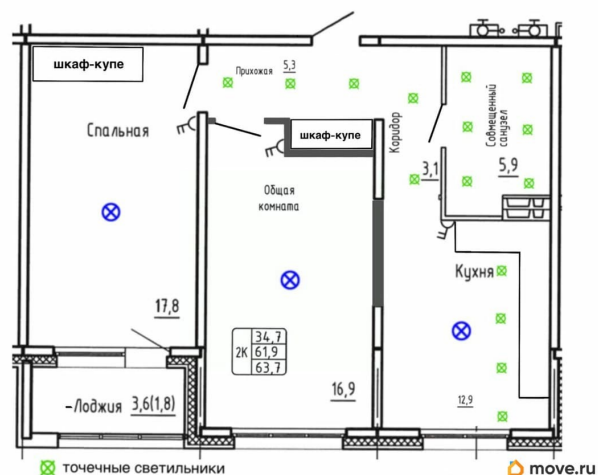 шкаф-купе
Прихожая
5,3
Спальная
шкаф-купе
Коридор
3,1
Совмещенный
санузел
5,9
Общая
комната
Кухня
17,8
2К
34,7
61,9
63,7
16,9
12,9
-Лоджия 3,6(1,8)
точечные светильники
move.ru